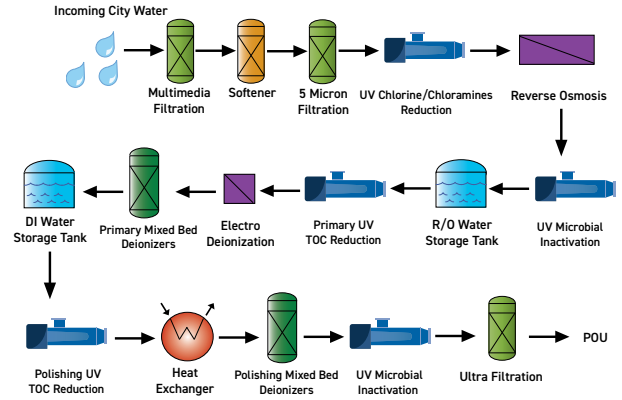 Incoming City Water
Multimedia
Filtration
Softener
5 Micron
Filtration
UV Chlorine/Chloramines
Reduction
Reverse Osmosis
DI Water
Storage Tank
Primary Mixed Bed
Deionizers
Electro
Deionization
Primary UV
TOC Reduction
R/O Water
Storage Tank
UV Microbial
Inactivation
Polishing UV
TOC Reduction
Heat
Exchanger
Polishing Mixed Bed
Deionizers
UV Microbial
Inactivation
Ultra Filtration
POU